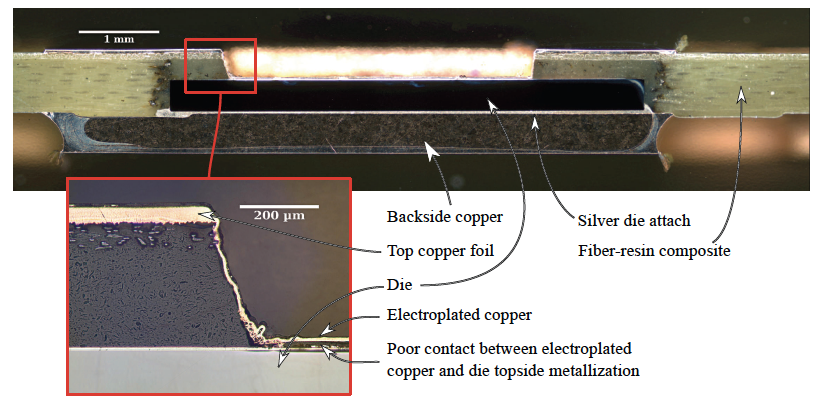 1 mm
200 µm
Backside copper
Silver die attach
Top copper foil
Fiber-resin composite
Die
Electroplated copper
Poor contact between electroplated
copper and die topside metallization